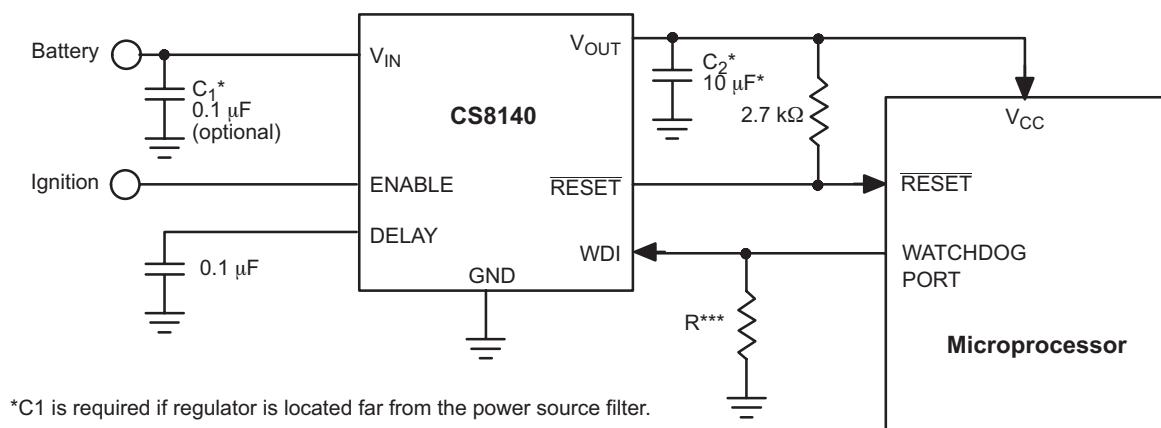 Battery
C1*
0.1 μF
(optional)
Ignition
VIN
CS8140
VOUT
ENABLE
RESET
DELAY
WDI
GND
0.1 μF
C2*
10 μF*
2.7 kΩ
R***
VCC
RESET
WATCHDOG
PORT
Microprocessor
*C1 is required if regulator is located far from the power source filter.